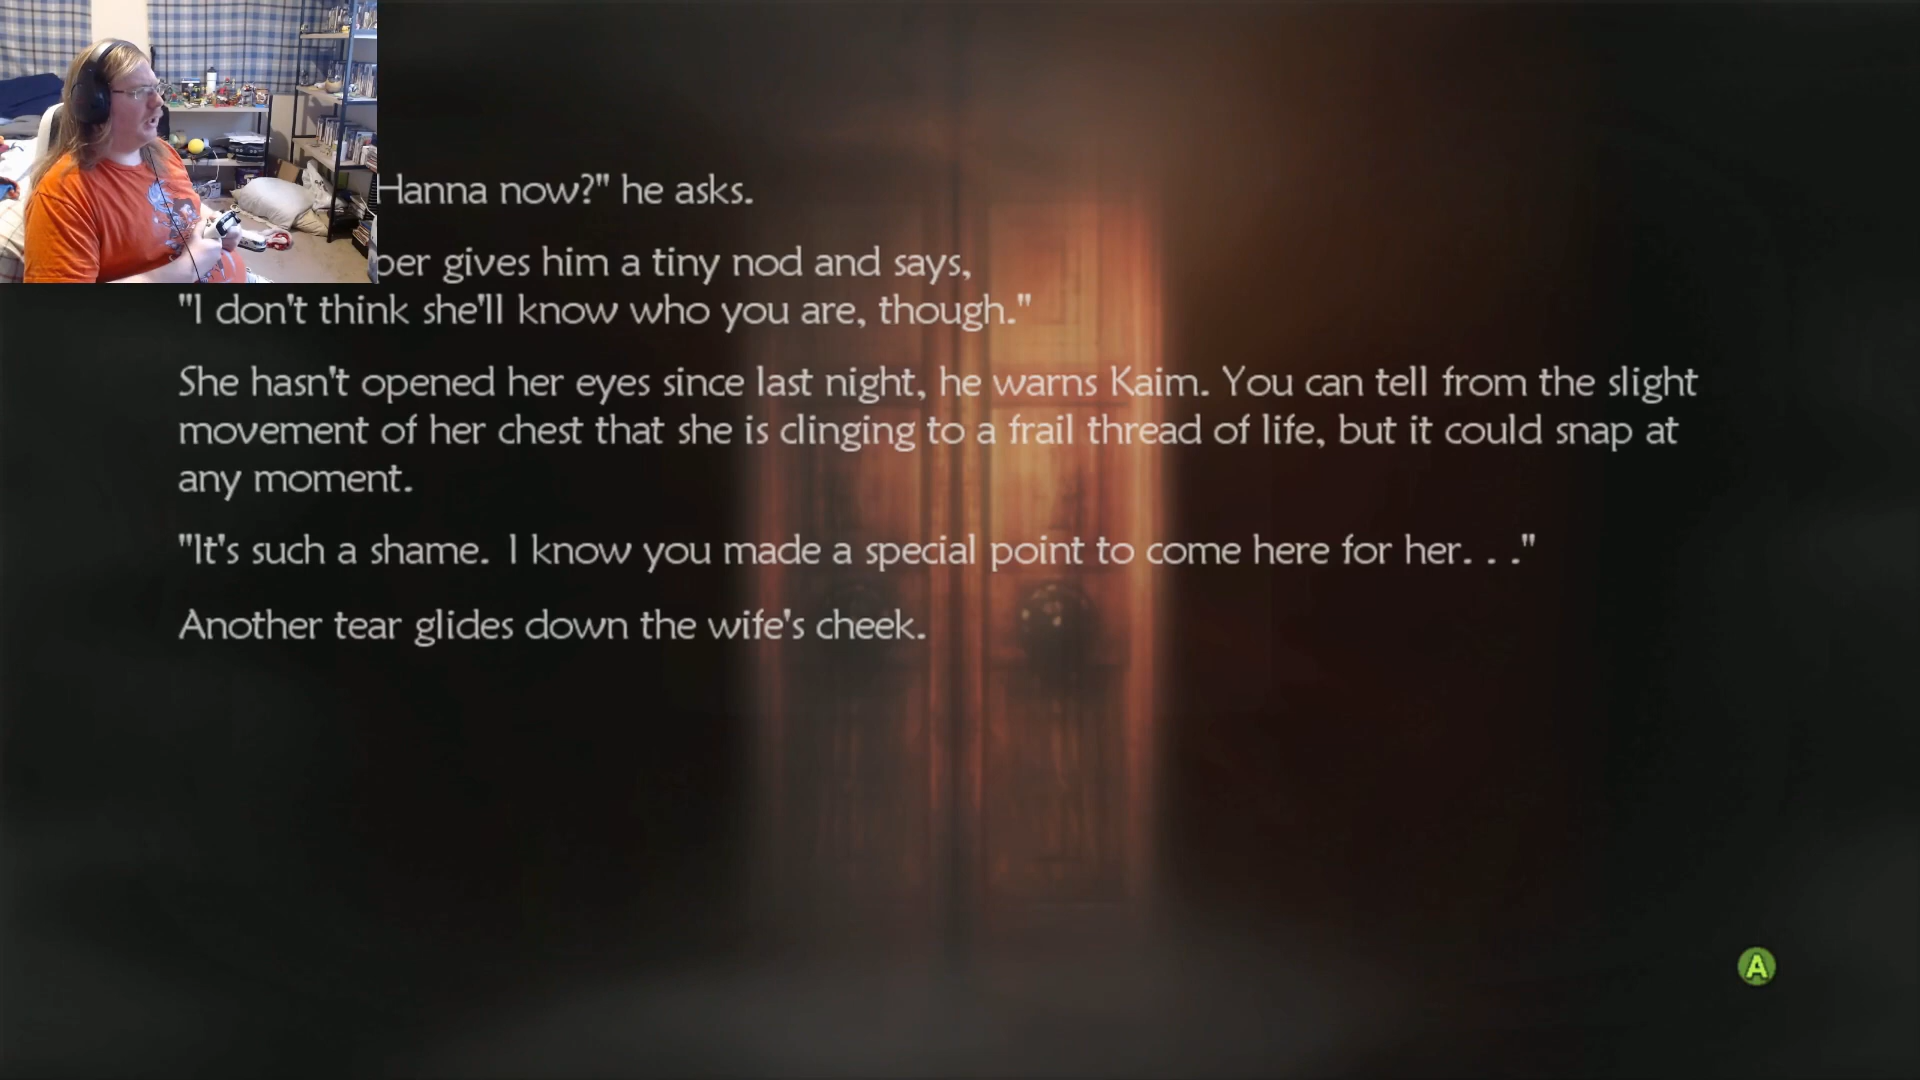 Hanna now?" he asks.
gives him a tiny nod and says,
"I don't think she'll know who you are, though."
She hasn't opened her eyes since last night, he warns Kaim. You can tell from the slight
movement of her chest that she is clinging to a frail thread of life, but it could snap at
any moment.
"It's such a shame. I know you made a special point to come here for her. . ."
Another tear glides down the wife's cheek.
A